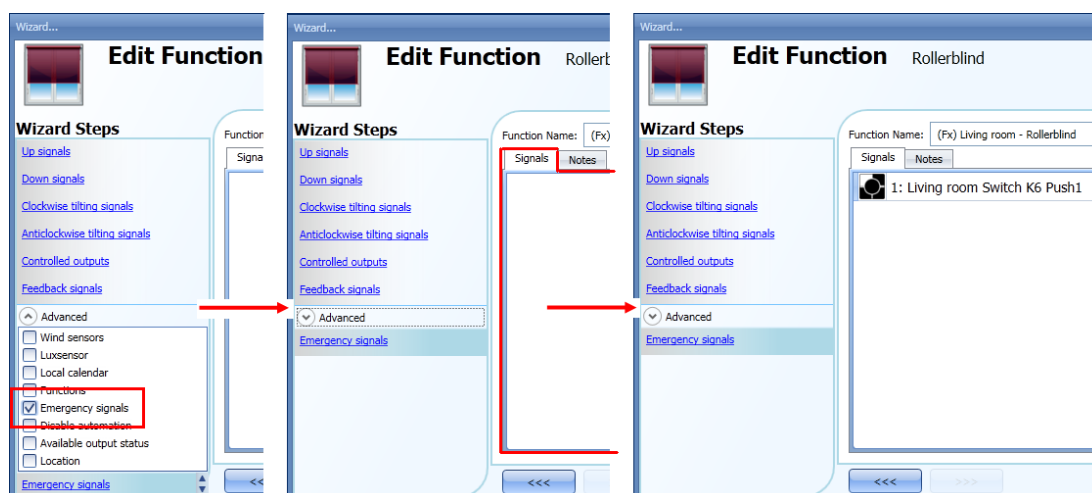 Wizard...
Edit Function
Wizard Steps
Up signals
Down signals
Clockwise tilting signals
Anticlockwise tilting signals
Controlled outputs
Feedback signals
Advanced
Wind sensors
Luxsensor
Local calendar
Functions
Emergency signals
Disable automation
Available output status
Location
Emergency signals
Function
Signa
<<
Wizard...
Edit Function Rollerb
Wizard Steps
Up signals
Down signals
Clockwise tilting signals
Anticlockwise tilting signals
Controlled outputs
Feedback signals
Advanced
Emergency signals
Function Name: (Fx)
Signals Notes
<<<
Wizard...
Edit Function Rollerblind
Wizard Steps
Up signals
Down signals
Clockwise tilting signals
Anticlockwise tilting signals
Controlled outputs
Feedback signals
Advanced
Emergency signals
Function Name: (Fx) Living room - Rollerblind
Signals Notes
1: Living room Switch K6 Push1
<<< >>>